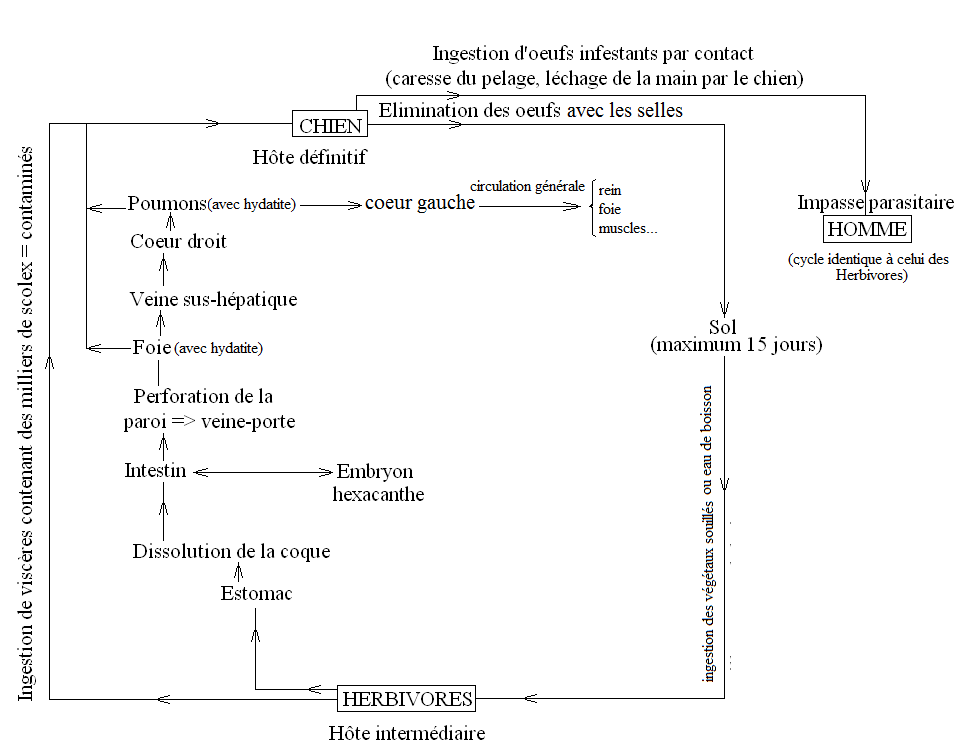 Ingestion d'oeufs infestants par contact
(caresse du pelage, léchage de la main par le chien)
Elimination des oeufs avec les selles
CHIEN
Hôte définitif
Poumons(avec hydatite)
coeur gauche
circulation générale
rein
foie
muscles...
Impasse parasitaire
HOMME
(cycle identique à celui des
Herbivores)
Coeur droit
Veine sus-hépatique
Foie (avec hydatite)
Sol
(maximum 15 jours)
Perforation de la
paroi => veine-porte
Intestin
Embryon
hexacanthe
Dissolution de la coque
Estomac
HERBIVORES
Hôte intermédiaire
Ingestion de viscères contenant des milliers de scolex = contaminés
ingestion des végétaux souillés ou eau de boisson